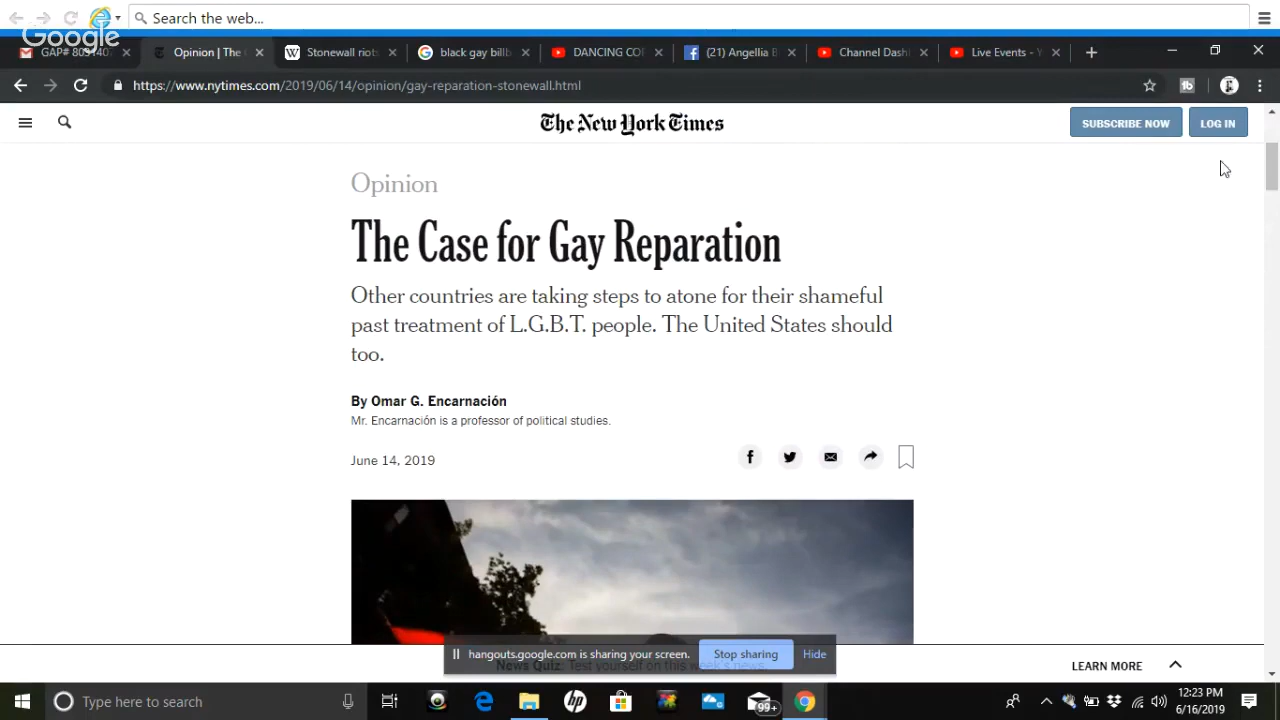 Search the web...
Google
GAP# 809140
Opinion | The
Stonewall riots
black gay billb
DANCING COI
(21) Angellia B
Channel Dash
Live Events - Y
https://www.nytimes.com/2019/06/14/opinion/gay-reparation-stonewall.html
The New York Times
SUBSCRIBE NOW
LOG IN
Opinion
The Case for Gay Reparation
Other countries are taking steps to atone for their shameful
past treatment of L.G.B.T. people. The United States should
too.
By Omar G. Encarnación
Mr. Encarnación is a professor of political studies.
June 14, 2019
hangouts.google.com is sharing your screen.
Stop sharing
Hide
News Quiz: Test yourself on this week's news.
LEARN MORE
Type here to search
99+
12:23 PM
6/16/2019